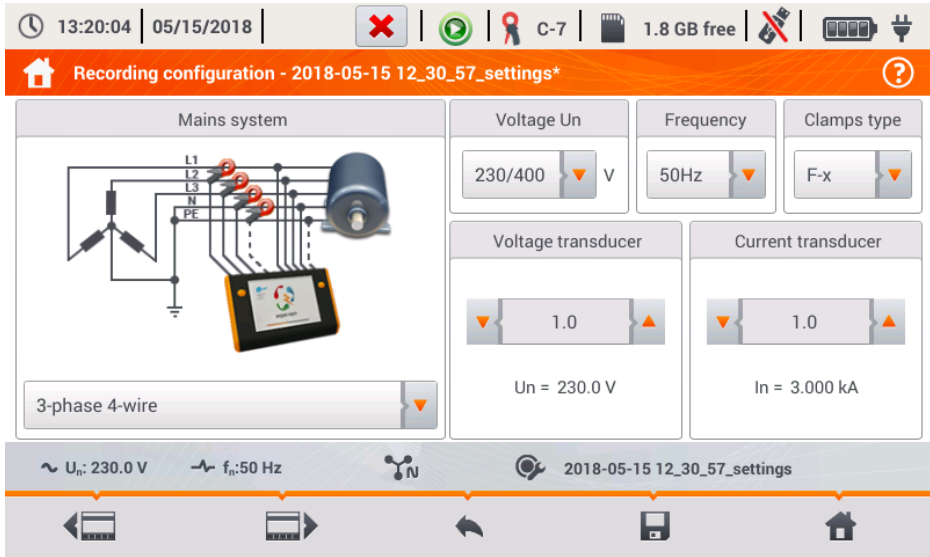 13:20:04 05/15/2018 C-7 1.8 GB free
Recording configuration - 2018-05-15 12_30_57_settings* ?
Mains system
L1
L2
L3
N
PE
3-phase 4-wire
Voltage Un
230/400 V
Frequency
50Hz
Clamps type
F-x
Voltage transducer
1.0
Un = 230.0 V
Current transducer
1.0
In = 3.000 kA
Un: 230.0 V fn:50 Hz N 2018-05-15 12_30_57_settings